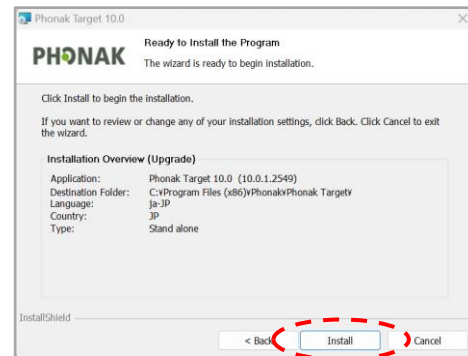 Phonak Target 10.0
PHONAK
Ready to Install the Program
The wizard is ready to begin installation.
Click Install to begin the installation.
If you want to review or change any of your installation settings, click Back. Click Cancel to exit
the wizard.
Installation Overview (Upgrade)
Application: Phonak Target 10.0 (10.0.1.2549)
Destination Folder: C:¥Program Files (x86)¥Phonak¥Phonak Target¥
Language: ja-JP
Country: JP
Type: Stand alone
InstallShield
< Back Install Cancel